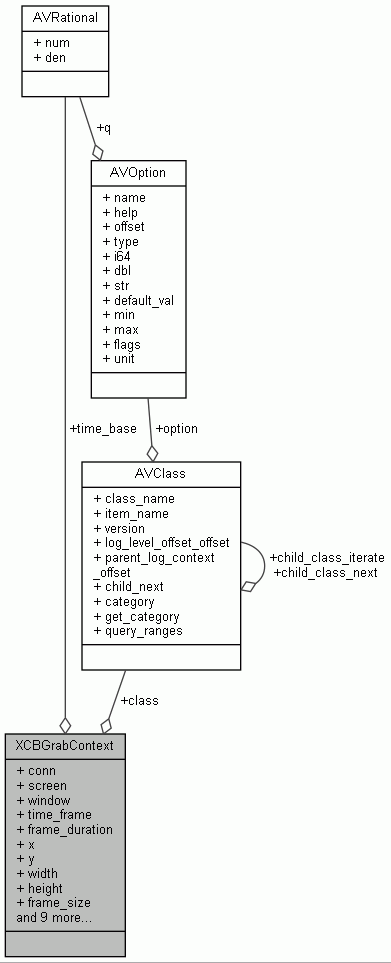 AVRational
+ num
+ den
+q
AVOption
+ name
+ help
+ offset
+ type
+ i64
+ dbl
+ str
+ default_val
+ min
+ max
+ flags
+ unit
+time_base
+option
AVClass
+ class_name
+ item_name
+ version
+ log_level_offset_offset
+ parent_log_context
_offset
+ child_next
+ category
+ get_category
+ query_ranges
+child_class_iterate
+child_class_next
+class
XCBGrabContext
+ conn
+ screen
+ window
+ time_frame
+ frame_duration
+ x
+ y
+ width
+ height
+ frame_size
and 9 more...